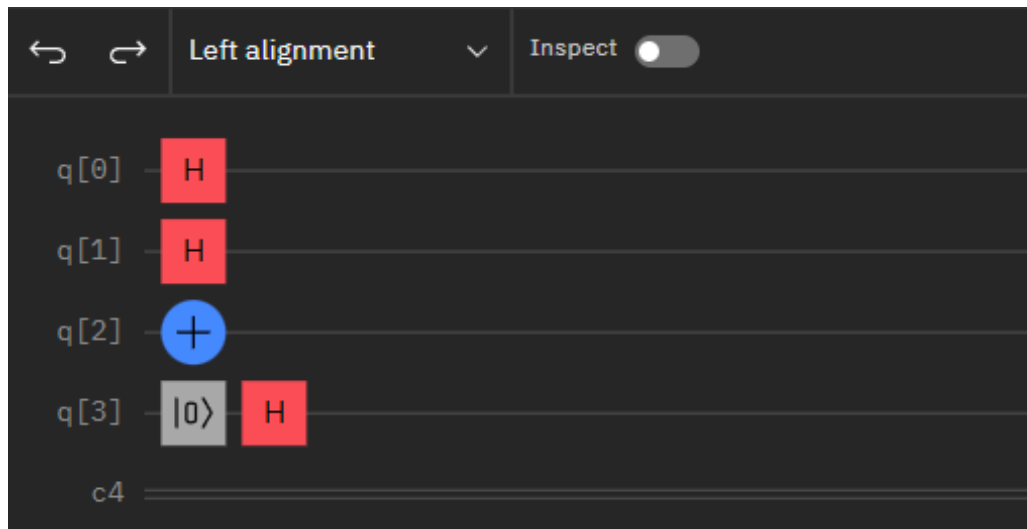 Left alignment Inspect
q[0] H
q[1] H
q[2] +
q[3] |0⟩ H
c4